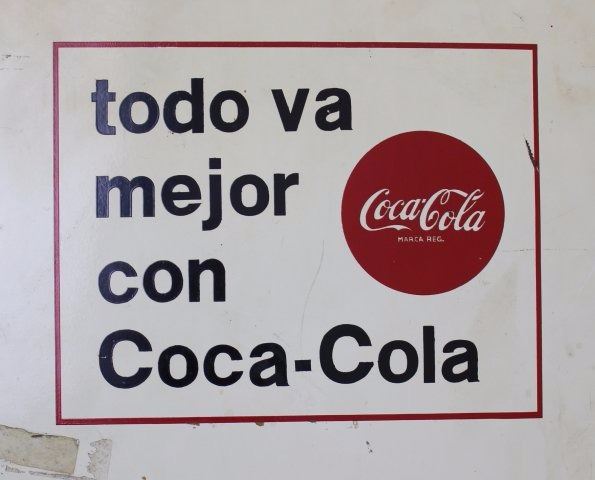 todo va
mejor
con
Coca-Cola
Coca-Cola
MARCA REG.